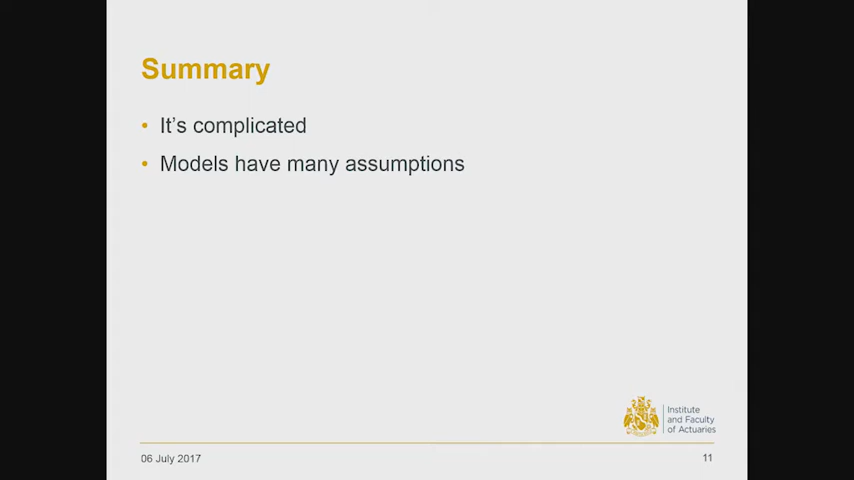 Summary
• It's complicated
• Models have many assumptions
Institute
and Faculty
of Actuaries
06 July 2017
11